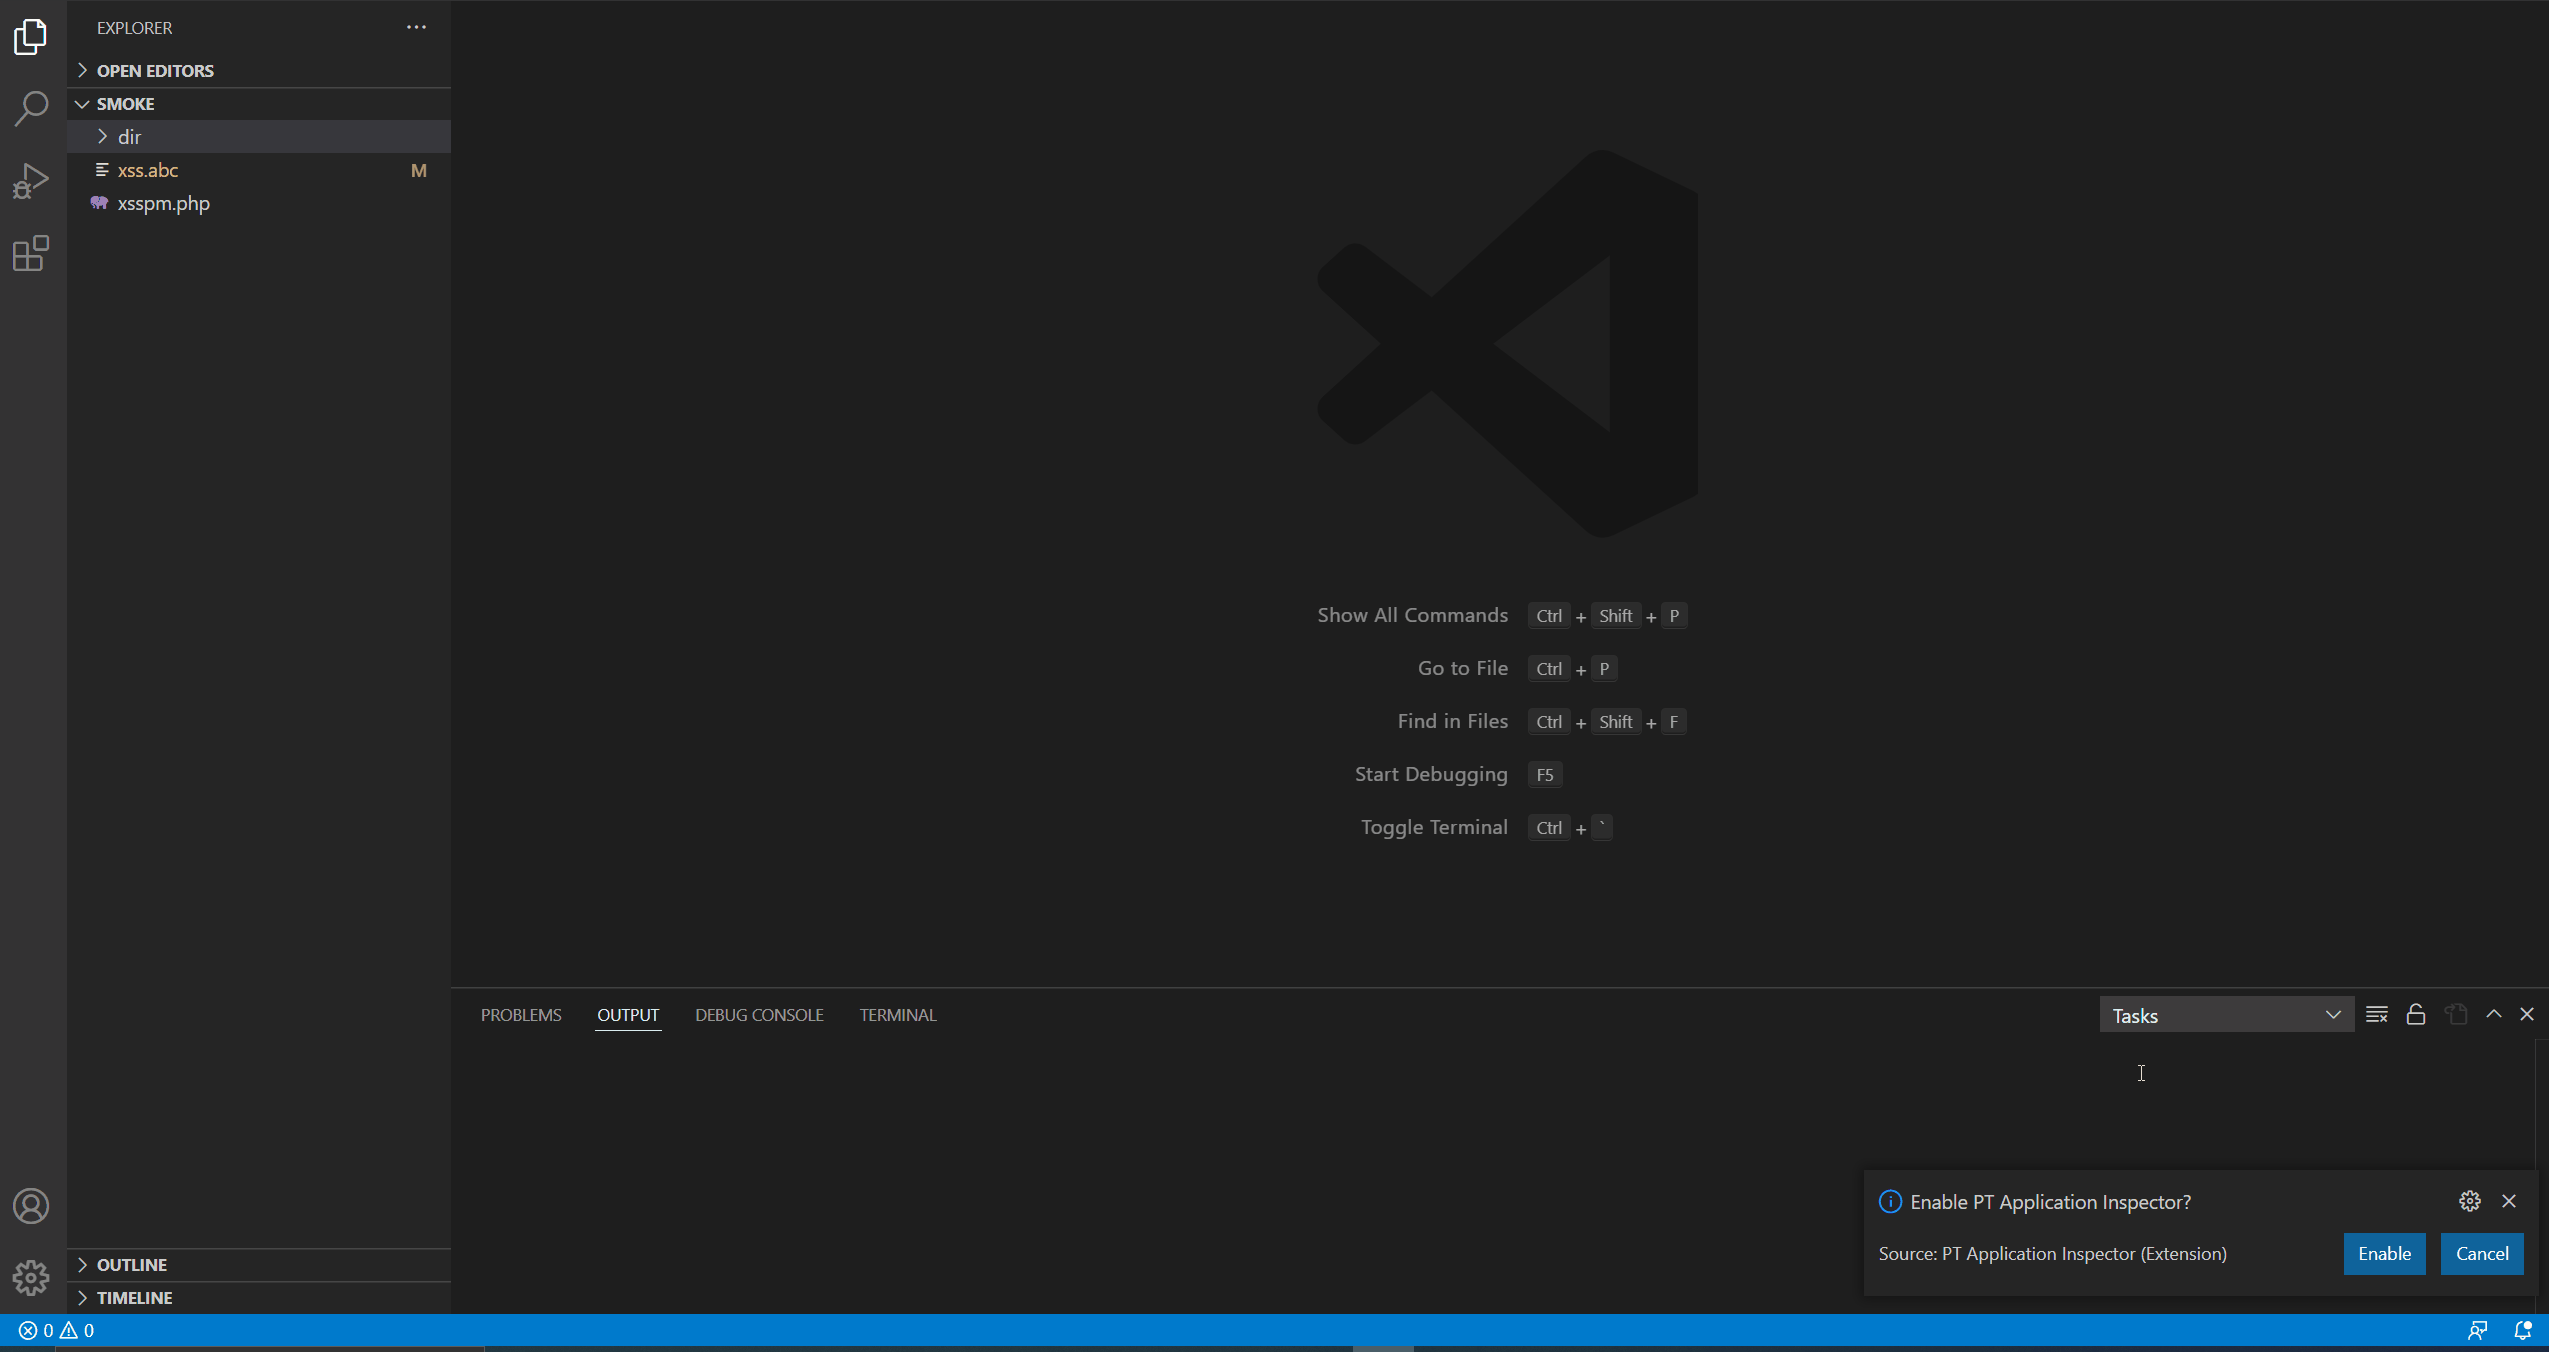 EXPLORER
OPEN EDITORS
SMOKE
dir
xss.abc M
xsspm.php
Show All Commands Ctrl + Shift + P
Go to File Ctrl + P
Find in Files Ctrl + Shift + F
Start Debugging F5
Toggle Terminal Ctrl + `
PROBLEMS OUTPUT DEBUG CONSOLE TERMINAL
Tasks
Enable PT Application Inspector?
Source: PT Application Inspector (Extension) Enable Cancel
OUTLINE
TIMELINE
0 0